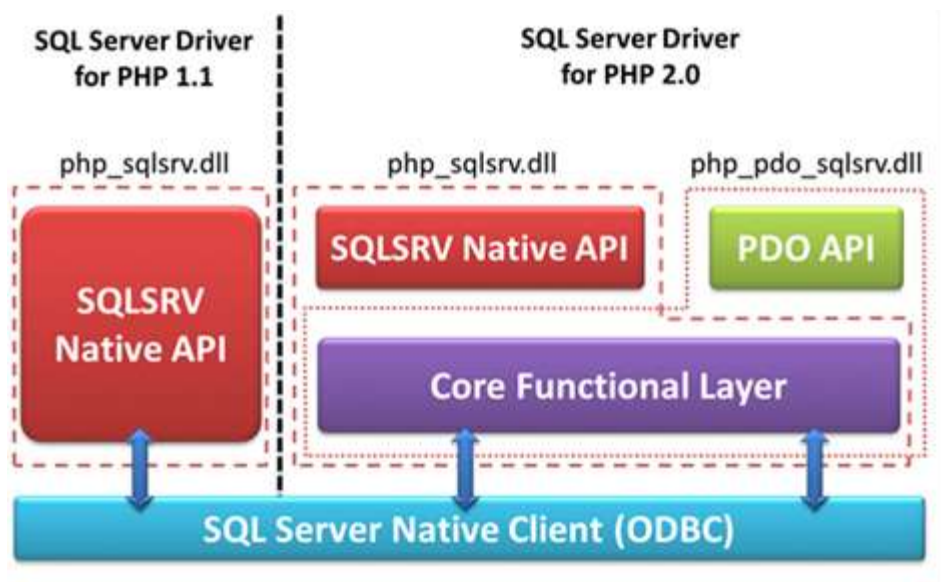 SQL Server Driver
for PHP 1.1
SQL Server Driver
for PHP 2.0
php_sqlsrv.dll
php_sqlsrv.dll
php_pdo_sqlsrv.dll
SQLSRV
Native API
SQLSRV Native API
PDO API
Core Functional Layer
SQL Server Native Client (ODBC)